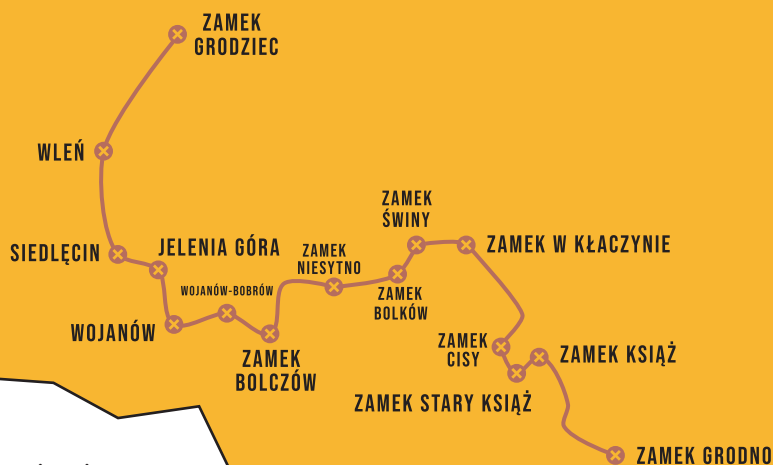 ZAMEK
GRODZIEC
WLEŃ
SIEDLĘCIN
JELENIA GÓRA
WOJANÓW-BOBRÓW
WOJANÓW
ZAMEK
BOLCZÓW
ZAMEK
NIESYTNO
ZAMEK
BOLKÓW
ZAMEK
ŚWINY
ZAMEK W KŁACZYNIE
ZAMEK
CISY
ZAMEK STARY KSIĄŻ
ZAMEK KSIĄŻ
ZAMEK GRODNO